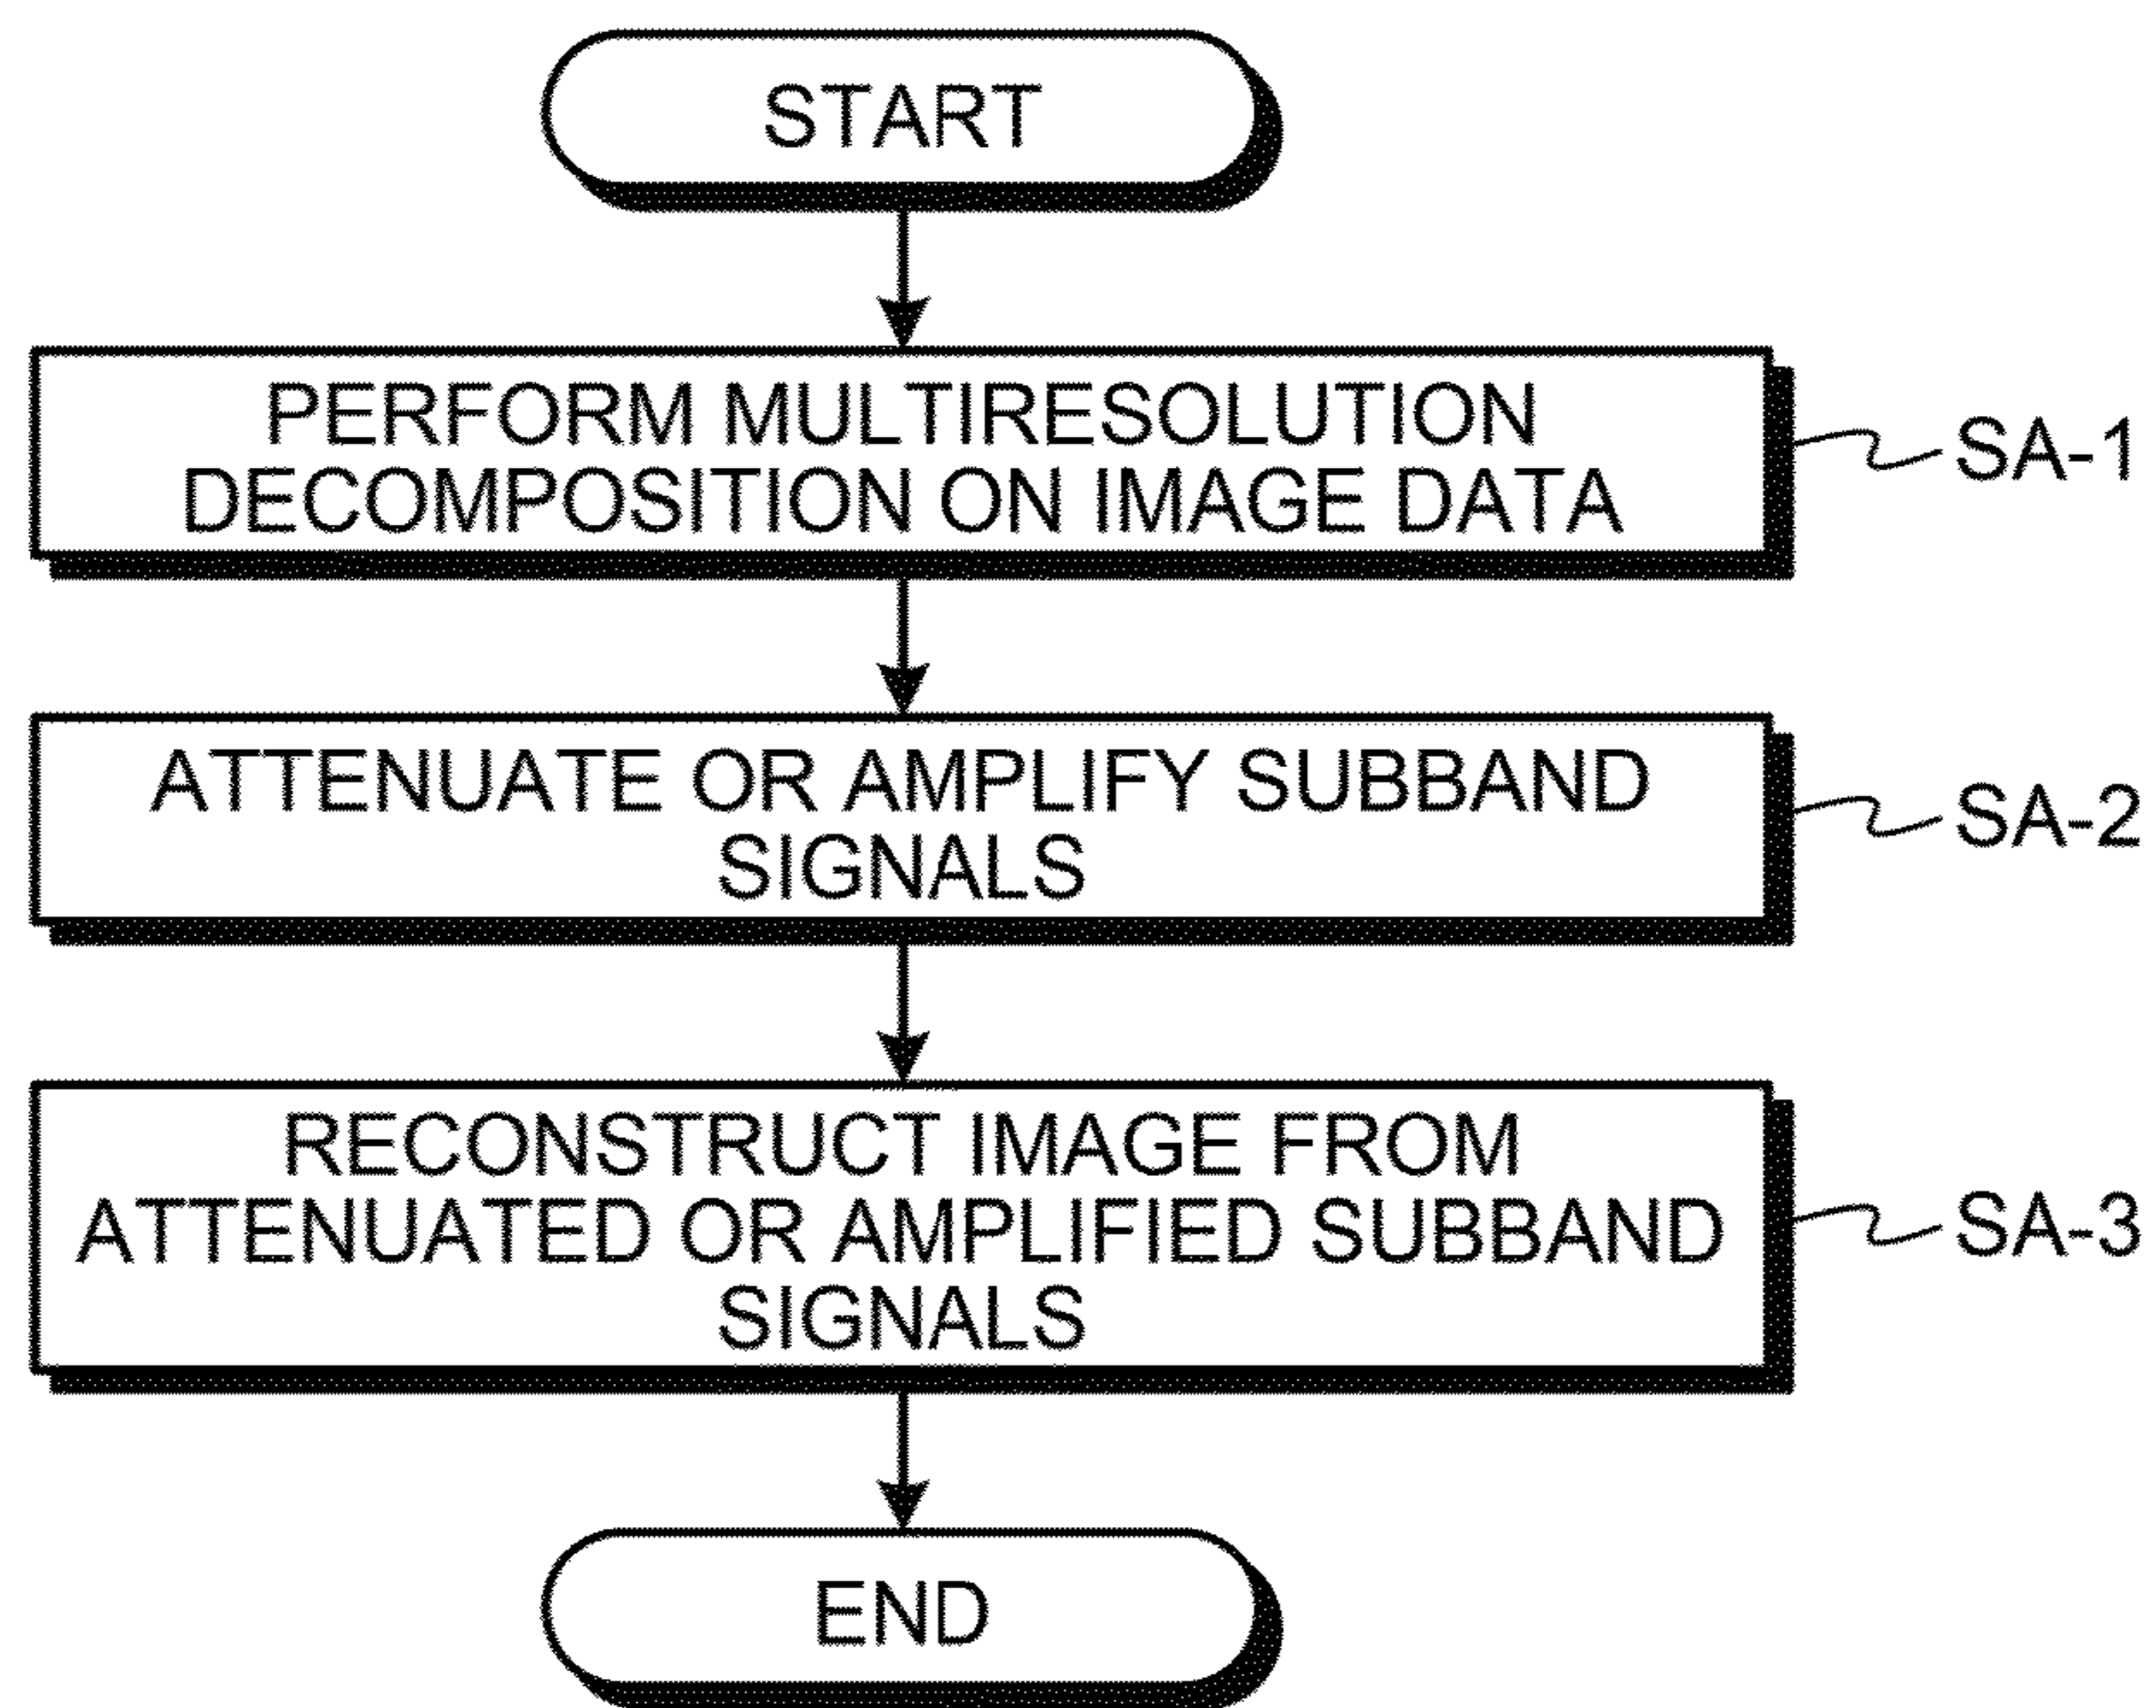 START
PERFORM MULTIRESOLUTION
DECOMPOSITION ON IMAGE DATA
SA-1
ATTENUATE OR AMPLIFY SUBBAND
SIGNALS
SA-2
RECONSTRUCT IMAGE FROM
ATTENUATED OR AMPLIFIED SUBBAND
SIGNALS
SA-3
END